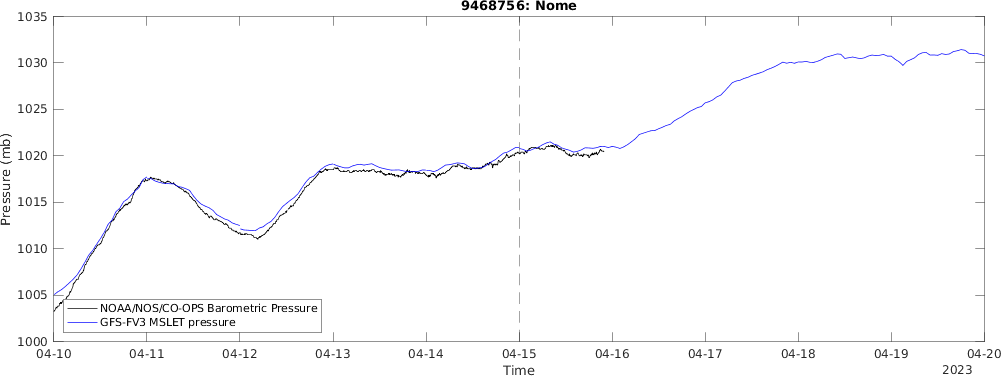 9468756: Nome
1035
1030
1025
1020
1015
1010
1005
1000
Pressure (mb)
NOAA/NOS/CO-OPS Barometric Pressure
GFS-FV3 MSLET pressure
04-10 04-11 04-12 04-13 04-14 04-15 04-16 04-17 04-18 04-19 04-20
Time
2023